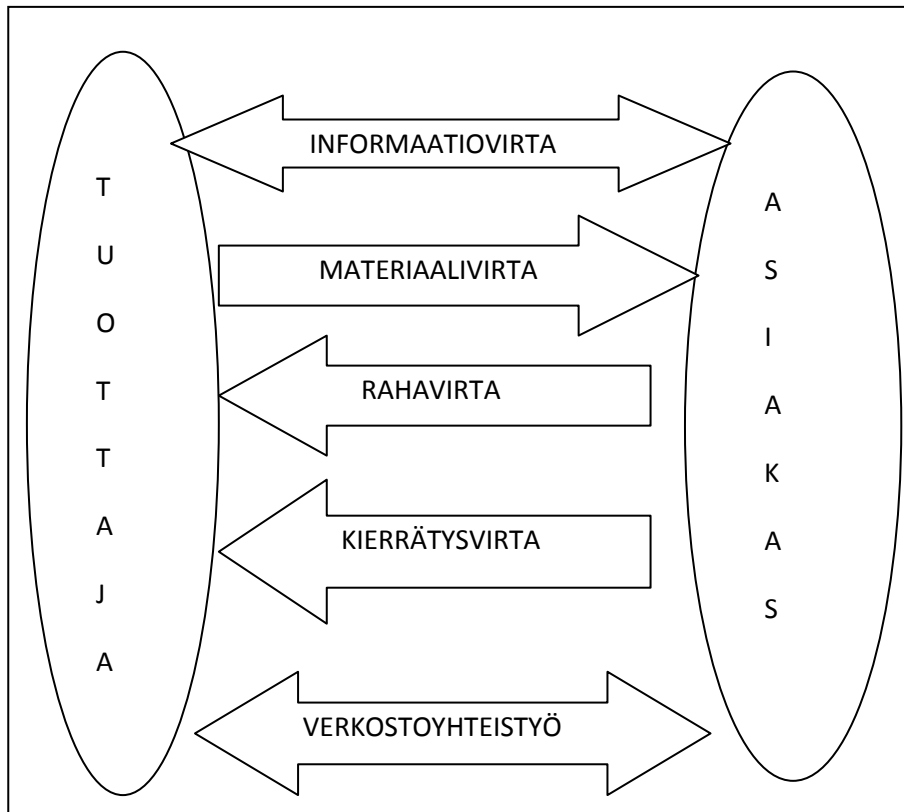 TUOTTAJA
INFORMAATIOVIRTA
MATERIAALIVIRTA
RAHAVIRTA
KIERRÄTYSVIRTA
VERKOSTOYHTEISTYÖ
ASIAKAS